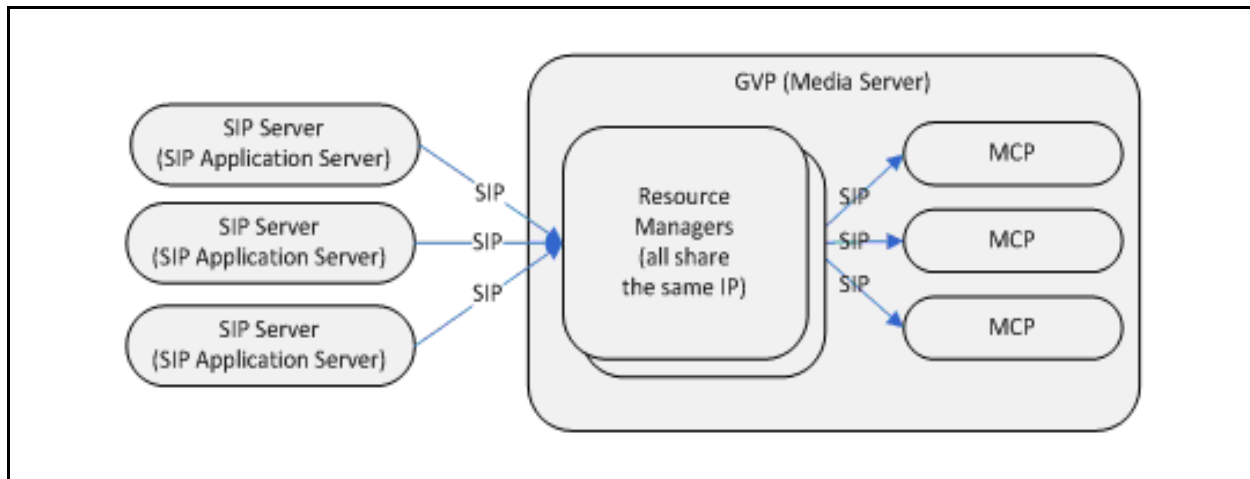 GVP (Media Server)
SIP Server
(SIP Application Server)
SIP
SIP Server
(SIP Application Server)
SIP
SIP Server
(SIP Application Server)
SIP
Resource
Managers
(all share
the same IP)
SIP
SIP
SIP
MCP
MCP
MCP